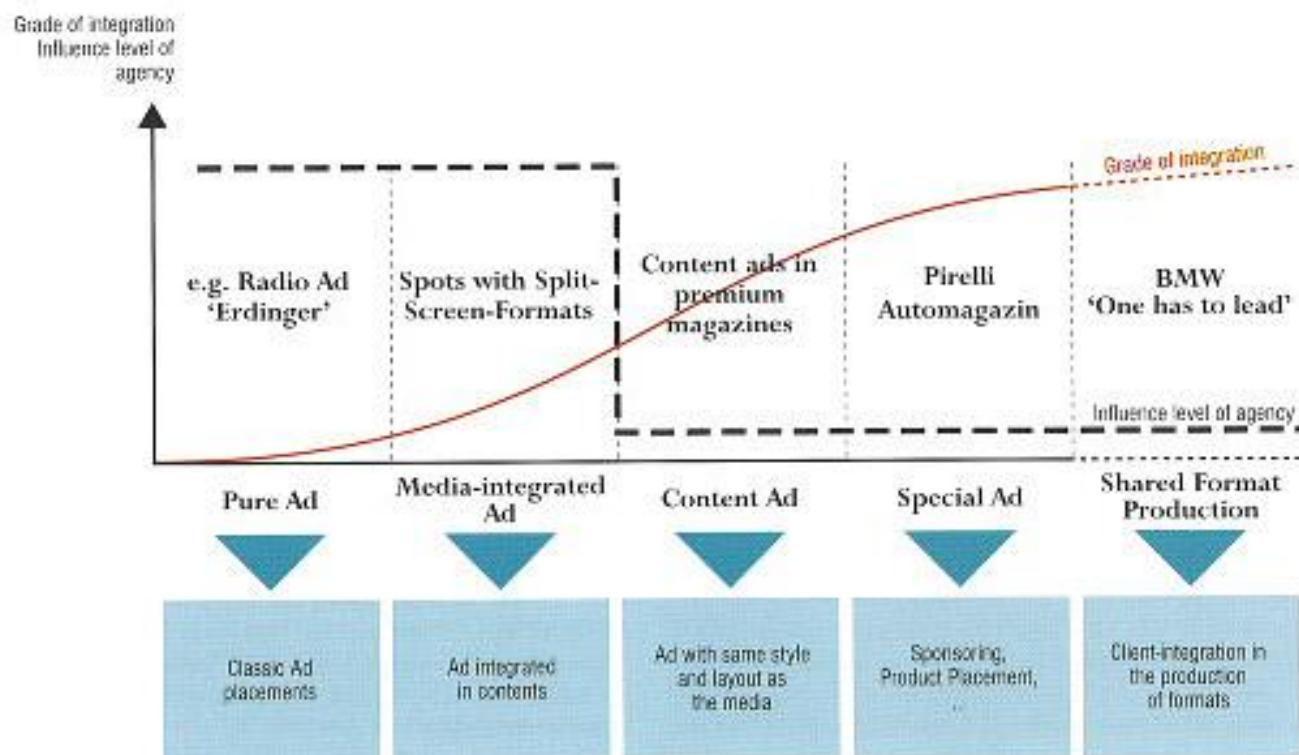 Grade of integration
Influence level of
agency
Grade of integration
e.g. Radio Ad
‘Erdinger’
Spots with Split-
Screen-Formats
Content ads in
premium
magazines
Pirelli
Automagazin
BMW
‘One has to lead’
Influence level of agency
Pure Ad
Media-integrated
Ad
Content Ad
Special Ad
Shared Format
Production
Classic Ad
placements
Ad integrated
in contents
Ad with same style
and layout as
the media
Sponsoring,
Product Placement,
..
Client-integration in
the production
of formats